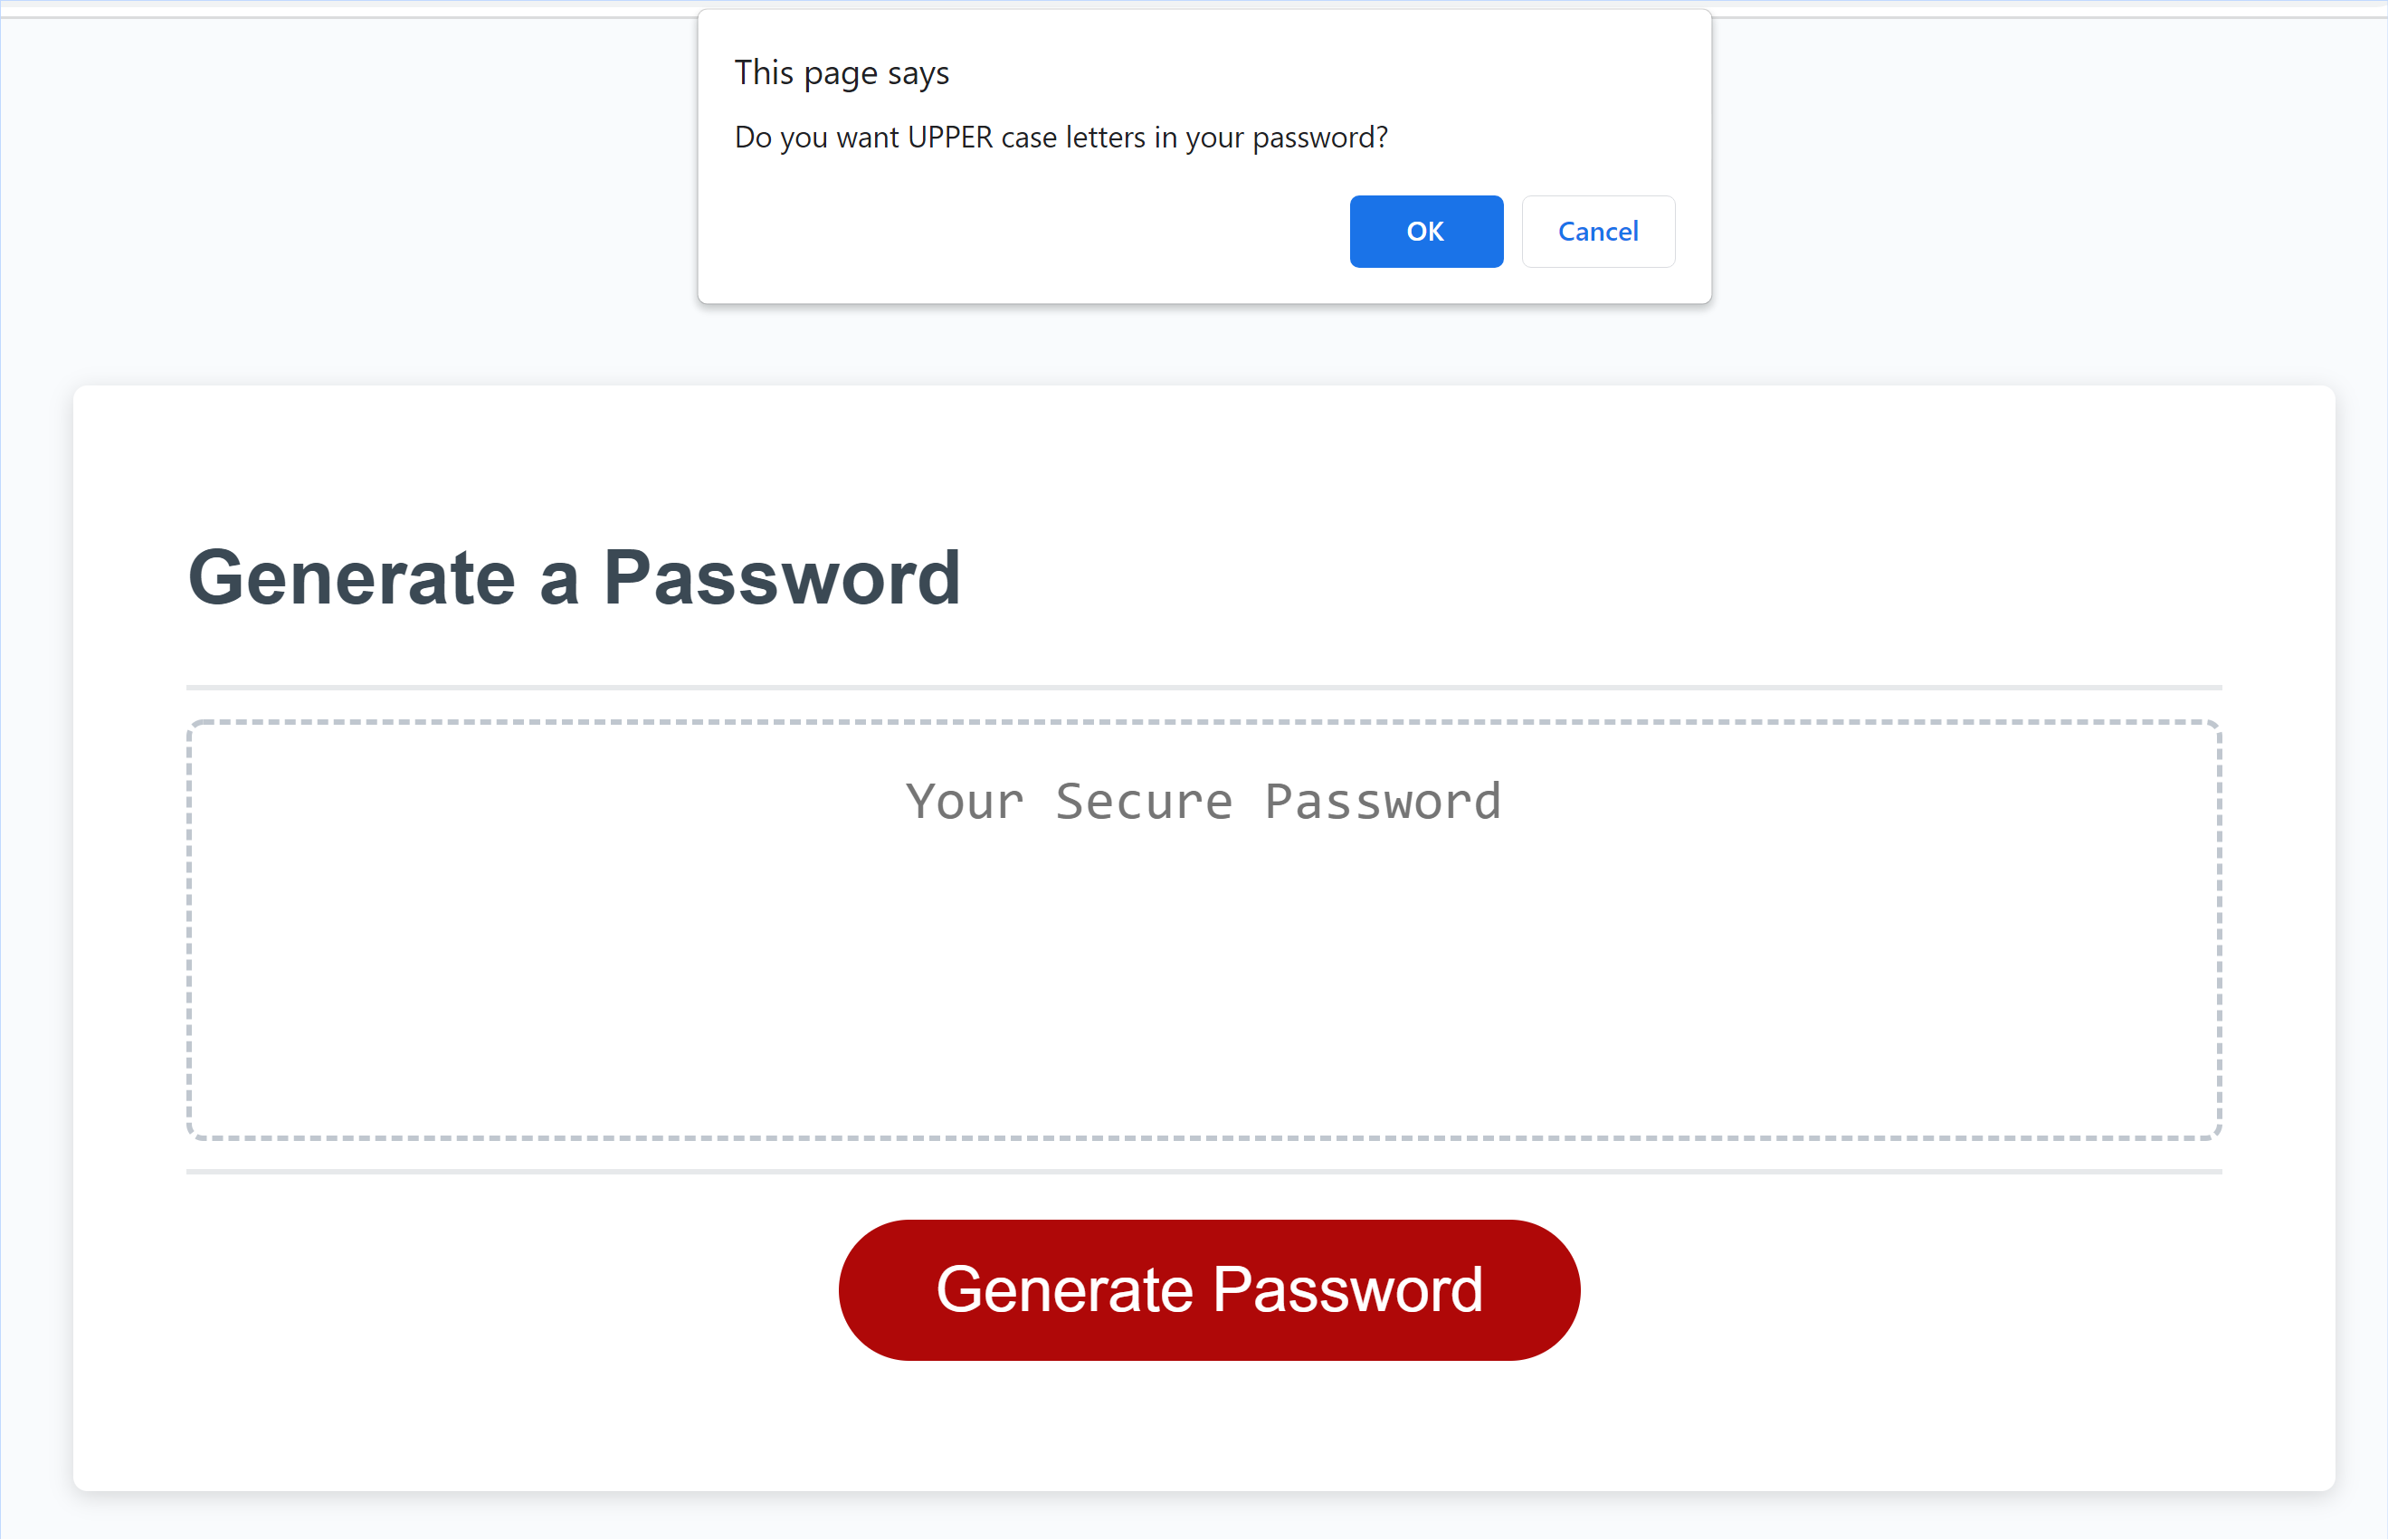 This page says
Do you want UPPER case letters in your password?
OK Cancel
Generate a Password
Your Secure Password
Generate Password